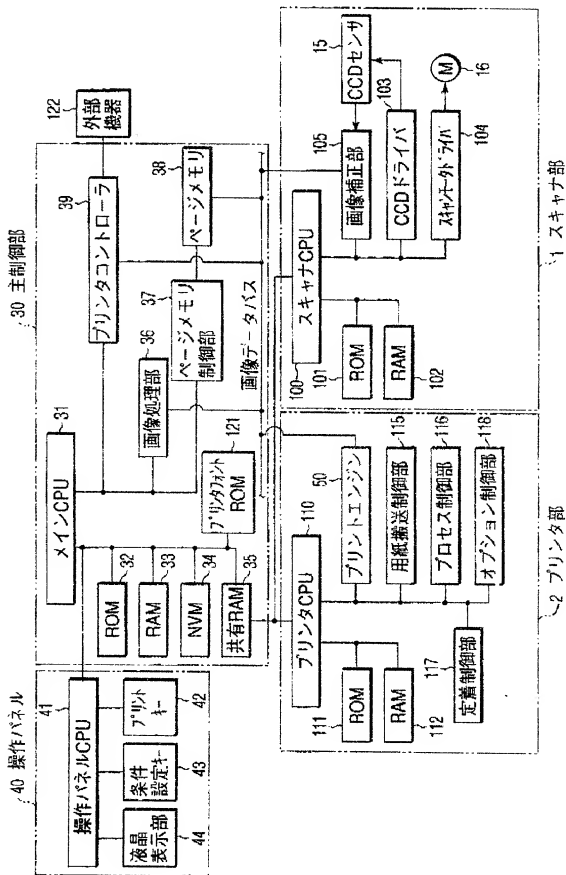 40 操作パネル
操作パネルCPU
41
液晶
表示部
44
条件
設定キー
43
プリント
キー
42
30 主制御部
メインCPU
31
ROM
32
RAM
33
NVM
34
共有RAM
35
プリンタフォント
ROM
121
画像処理部
36
ページメモリ
制御部
37
ページメモリ
38
プリンタコントローラ
39
画像データバス
外部
機器
122
プリンタCPU
110
ROM
111
RAM
112
プリントエンジン
50
用紙搬送制御部
115
プロセス制御部
116
定着制御部
117
オプション制御部
118
2 プリンタ部
スキャナCPU
100
ROM
101
RAM
102
画像補正部
105
CCDドライバ
103
スキャンモータドライバ
104
CCDセンサ
15
M
16
1 スキャナ部